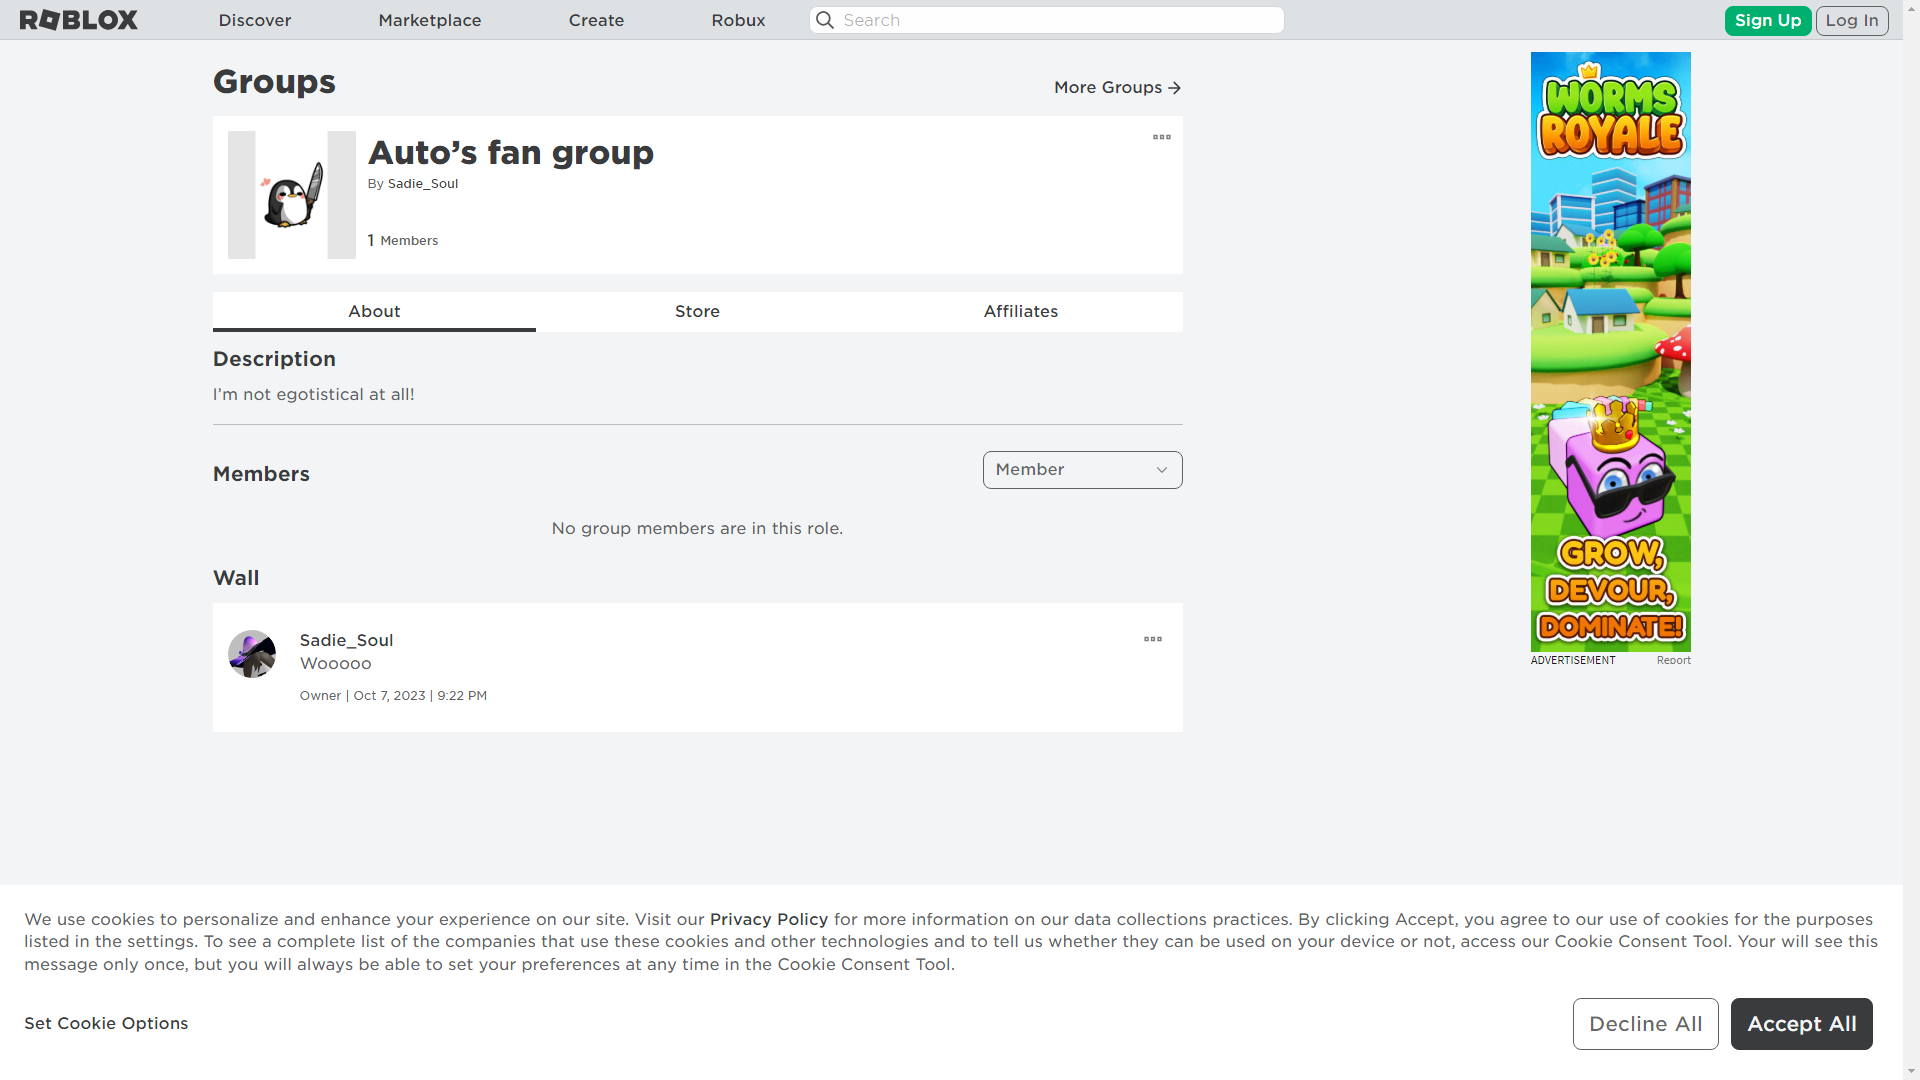 ROBLOX Discover Marketplace Create Robux Search Sign Up Log In
Groups
More Groups
Auto’s fan group
By Sadie_Soul
1 Members
About Store Affiliates
Description
I’m not egotistical at all!
Members
Member
No group members are in this role.
Wall
Sadie_Soul
Wooooo
Owner | Oct 7, 2023 | 9:22 PM
WORMS
ROYALE
GROW,
DEVOUR,
DOMINATE!
ADVERTISEMENT Report
We use cookies to personalize and enhance your experience on our site. Visit our Privacy Policy for more information on our data collections practices. By clicking Accept, you agree to our use of cookies for the purposes
listed in the settings. To see a complete list of the companies that use these cookies and other technologies and to tell us whether they can be used on your device or not, access our Cookie Consent Tool. Your will see this
message only once, but you will always be able to set your preferences at any time in the Cookie Consent Tool.
Set Cookie Options
Decline All
Accept All